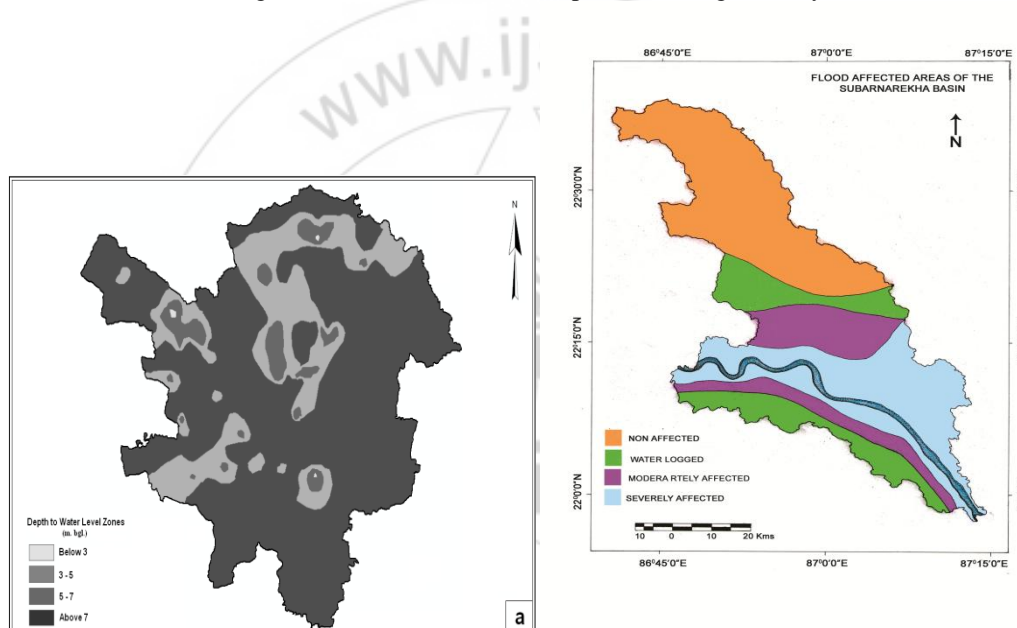 www.ij
N
Depth to Water Level Zones
(m. bgl.)
Below 3
3 - 5
5 - 7
Above 7
a
86°45'0"E 87°0'0"E 87°15'0"E
FLOOD AFFECTED AREAS OF THE
SUBARNAREKHA BASIN
N
22°30'0"N
22°15'0"N
22°0'0"N
NON AFFECTED
WATER LOGGED
MODERA RTELY AFFECTED
SEVERELY AFFECTED
10 0 10 20 Kms
86°45'0"E 87°0'0"E 87°15'0"E